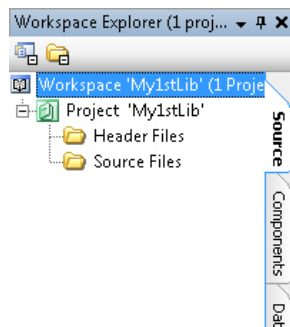 Workspace Explorer (1 proj...
Workspace 'My1stLib' (1 Proje
Project 'My1stLib'
Header Files
Source Files
Source
Components
Dat